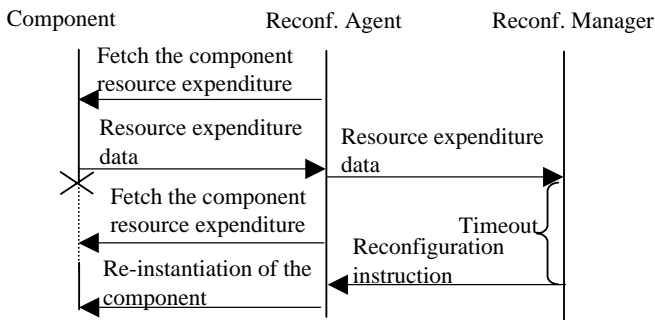 Component
Reconf. Agent
Reconf. Manager
Fetch the component
resource expenditure
Resource expenditure
data
Resource expenditure
data
Fetch the component
resource expenditure
Timeout
Reconfiguration
instruction
Re-instantiation of the
component